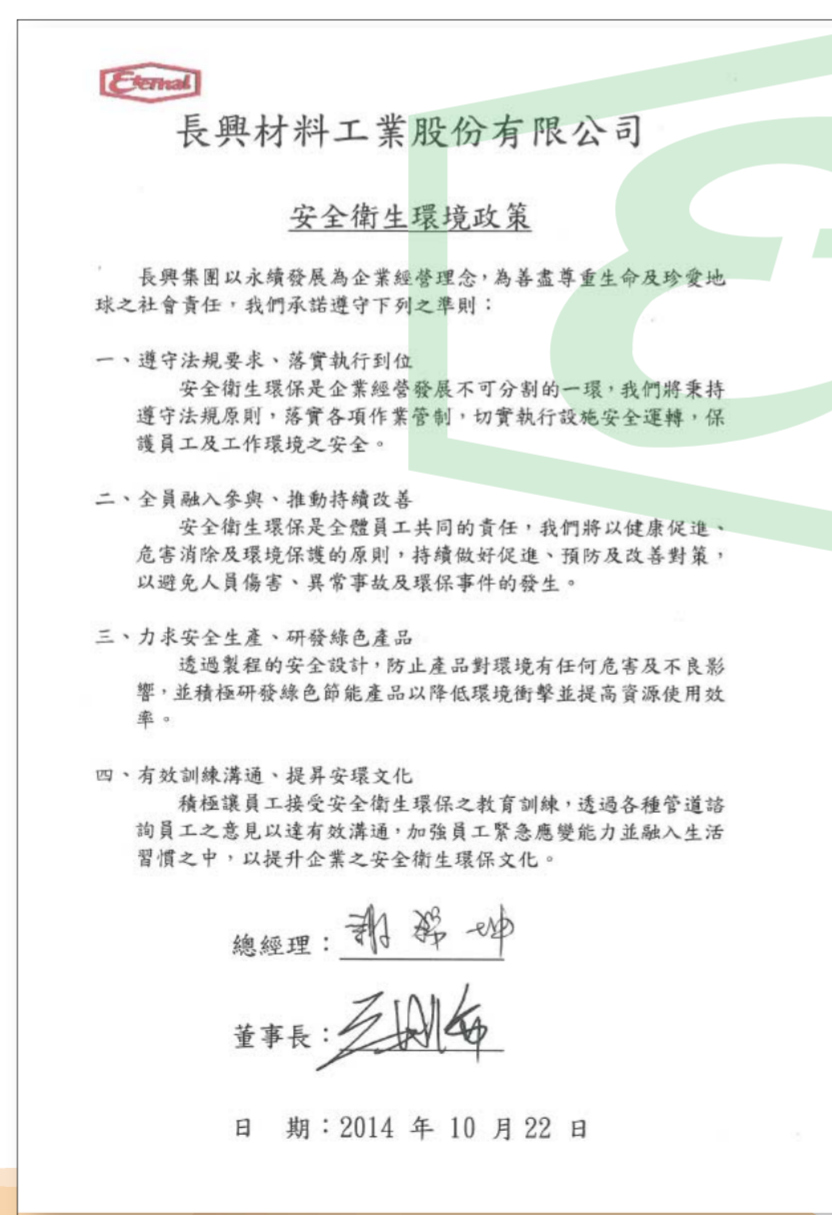 Eternal
長興材料工業股份有限公司
安全衛生環境政策
長興集團以永續發展為企業經營理念，為善盡尊重生命及珍愛地
球之社會責任，我們承諾遵守下列之準則：
一、遵守法規要求、落實執行到位
安全衛生環保是企業經營發展不可分割的一環，我們將秉持
遵守法規原則，落實各項作業管制，切實執行設施安全運轉，保
護員工及工作環境之安全。
二、全員融入參與、推動持續改善
安全衛生環保是全體員工共同的責任，我們將以健康促進、
危害消除及環境保護的原則，持續做好促進、預防及改善對策，
以避免人員傷害、異常事故及環保事件的發生。
三、力求安全生產、研發綠色產品
透過製程的安全設計，防止產品對環境有任何危害及不良影
響，並積極研發綠色節能產品以降低環境衝擊並提高資源使用效
率。
四、有效訓練溝通、提昇安環文化
積極讓員工接受安全衛生環保之教育訓練，透過各種管道諮
詢員工之意見以達有效溝通，加強員工緊急應變能力並融入生活
習慣之中，以提升企業之安全衛生環保文化。
總經理：
董事長：
日 期：2014 年 10 月 22 日